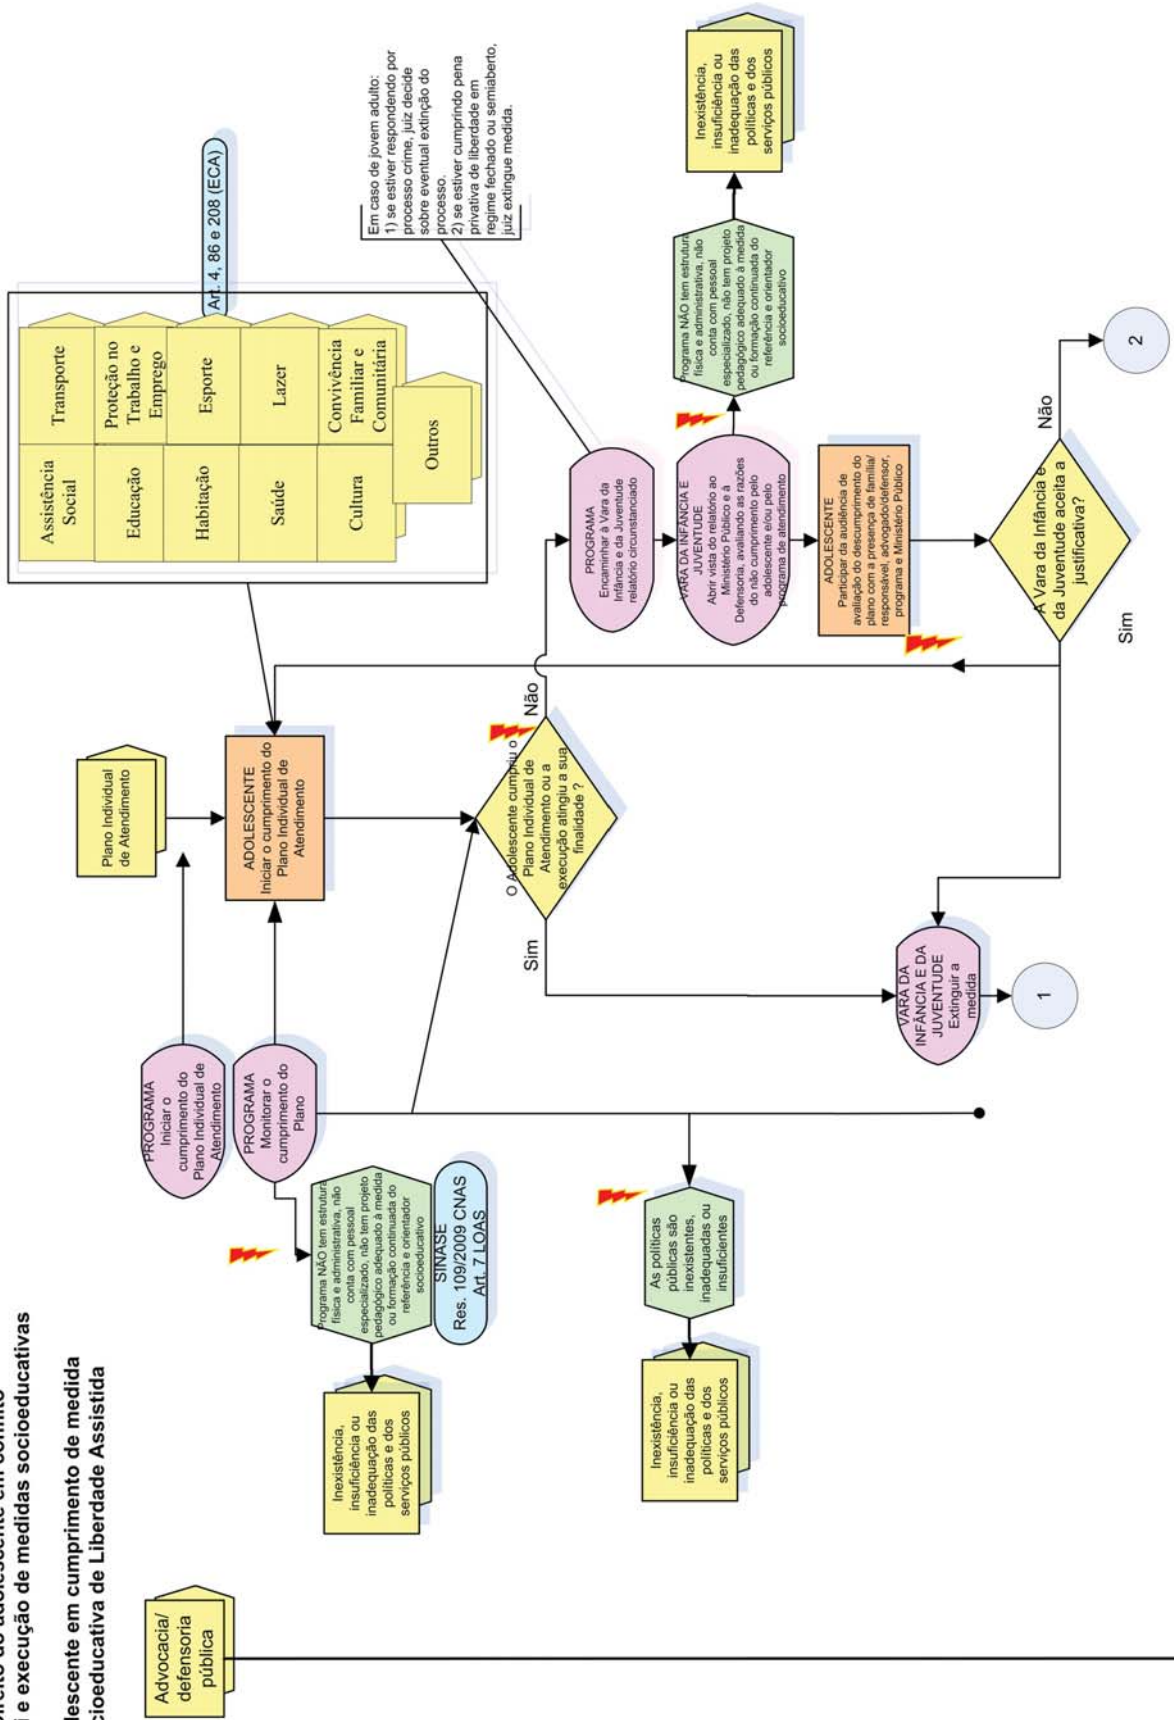 i e execução de medidas socioeducativas
lescente em cumprimento de medida
cioeducativa de Liberdade Assistida
Advocacia/
defensoria
pública
PROGRAMA
Iniciar o
cumprimento do
Plano Individual de
Atendimento
Plano Individual
de Atendimento
Assistência
Social
Transporte
Educação
Proteção no
Trabalho e
Emprego
Habitação
Esporte
Saúde
Lazer
Cultura
Convivência
Familiar e
Comunitária
Outros
Art. 4, 86 e 208 (ECA)
PROGRAMA
Monitorar o
cumprimento do
Plano
ADOLESCENTE
Iniciar o cumprimento do
Plano Individual de
Atendimento
Em caso de jovem adulto:
1) se estiver respondendo por
processo crime, juiz decide
sobre eventual extinção do
processo.
2) se estiver cumprindo pena
privativa de liberdade em
regime fechado ou semiaberto,
juiz extingue medida.
Programa NÃO tem estrutura
física e administrativa, não
conta com pessoal
especializado, não tem projeto
pedagógico adequado à medida
ou formação continuada do
referência e orientador
socioeducativo
SINASE
Res. 109/2009 CNAS
Art. 7 LOAS
Inexistência,
insuficiência ou
inadequação das
políticas e dos
serviços públicos
O Adolescente cumpriu o
Plano Individual de
Atendimento ou a
execução atingiu a sua
finalidade ?
Sim
Não
PROGRAMA
Encaminhar à Vara da
Infância e da Juventude
relatório circunstanciado
VARA DA INFÂNCIA E
JUVENTUDE
Abrir vista do relatório ao
Ministério Público e à
Defensoria, avaliando as razões
do não cumprimento pelo
adolescente e/ou pelo
programa de atendimento
Programa NÃO tem estrutura
física e administrativa, não
conta com pessoal
especializado, não tem projeto
pedagógico adequado à medida
ou formação continuada do
referência e orientador
socioeducativo
Inexistência,
insuficiência ou
inadequação das
políticas e dos
serviços públicos
As políticas
públicas são
inexistentes,
inadequadas ou
insuficientes
Inexistência,
insuficiência ou
inadequação das
políticas e dos
serviços públicos
ADOLESCENTE
Participar da audiência de
avaliação do descumprimento do
plano com a presença de família/
responsável, advogado/defensor,
programa e Ministério Público
VARA DA
INFÂNCIA E DA
JUVENTUDE
Extinguir a
medida
1
A Vara da Infância e
da Juventude aceita a
justificativa?
Não
Sim
2